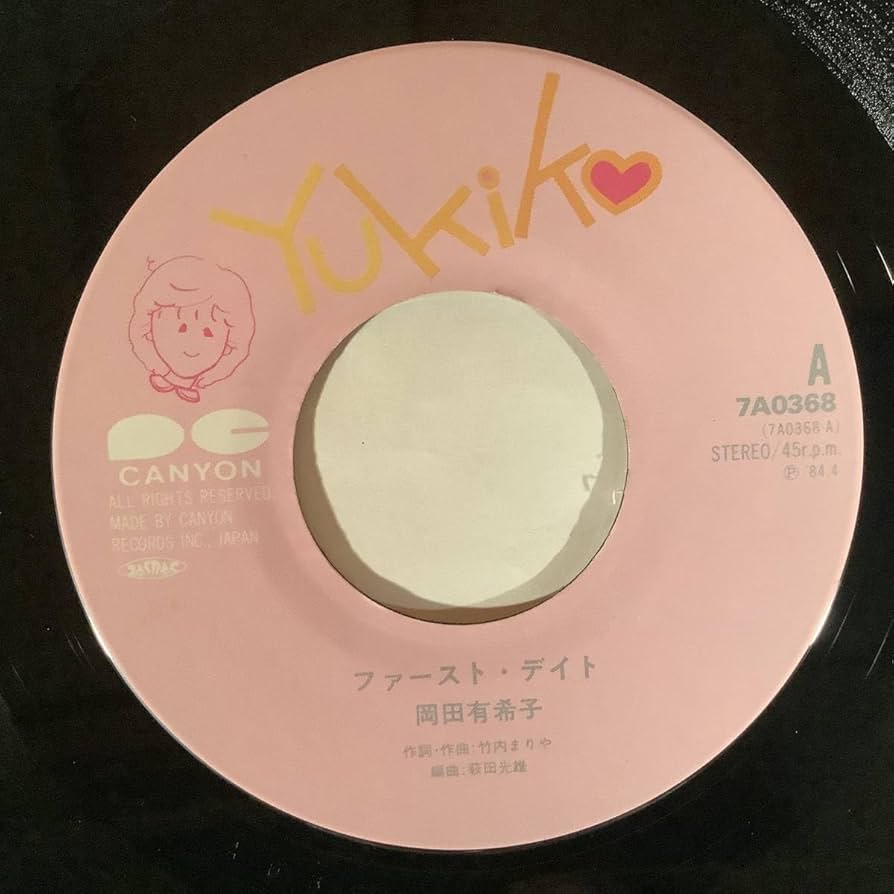 Yukiko
CANYON
ALL RIGHTS RESERVED.
MADE BY CANYON
RECORDS INC., JAPAN
JASRAC
A
7A0368
(7A0368 A)
STEREO/45r.p.m.
Ⓟ '84.4
ファースト・デイト
岡田有希子
作詞・作曲:竹内まりや
編曲:萩田光雄